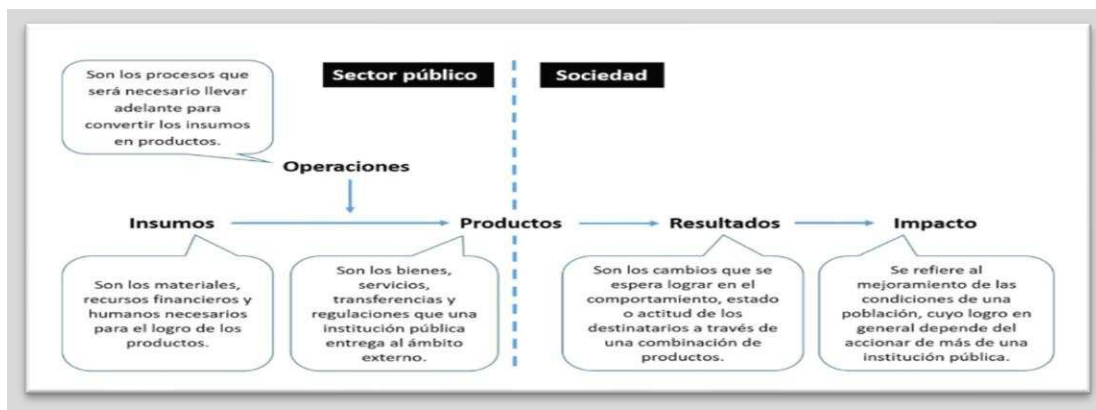 Sector público
Sociedad
Son los procesos que
será necesario llevar
adelante para
convertir los insumos
en productos.
Operaciones
Insumos
Productos
Resultados
Impacto
Son los materiales,
recursos financieros y
humanos necesarios
para el logro de los
productos.
Son los bienes,
servicios,
transferencias y
regulaciones que una
institución pública
entrega al ámbito
externo.
Son los cambios que se
espera lograr en el
comportamiento, estado
o actitud de los
destinatarios a través de
una combinación de
productos.
Se refiere al
mejoramiento de las
condiciones de una
población, cuyo logro en
general depende del
accionar de más de una
institución pública.